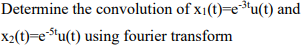 Determine the convolution of x₁(t)=e⁻³ᵗu(t) and
x₂(t)=e⁻⁵ᵗu(t) using fourier transform